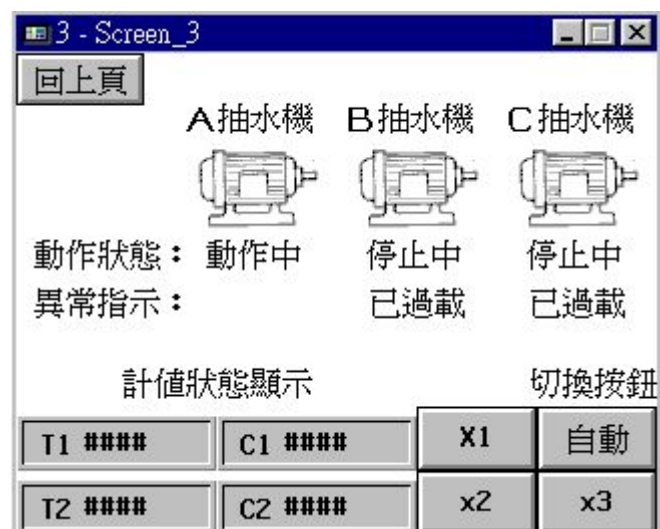 3 - Screen_3
回上頁
A抽水機 B抽水機 C抽水機
動作狀態：動作中 停止中 停止中
異常指示： 已過載 已過載
計值狀態顯示 切換按鈕
T1 #### C1 #### X1 自動
T2 #### C2 #### x2 x3